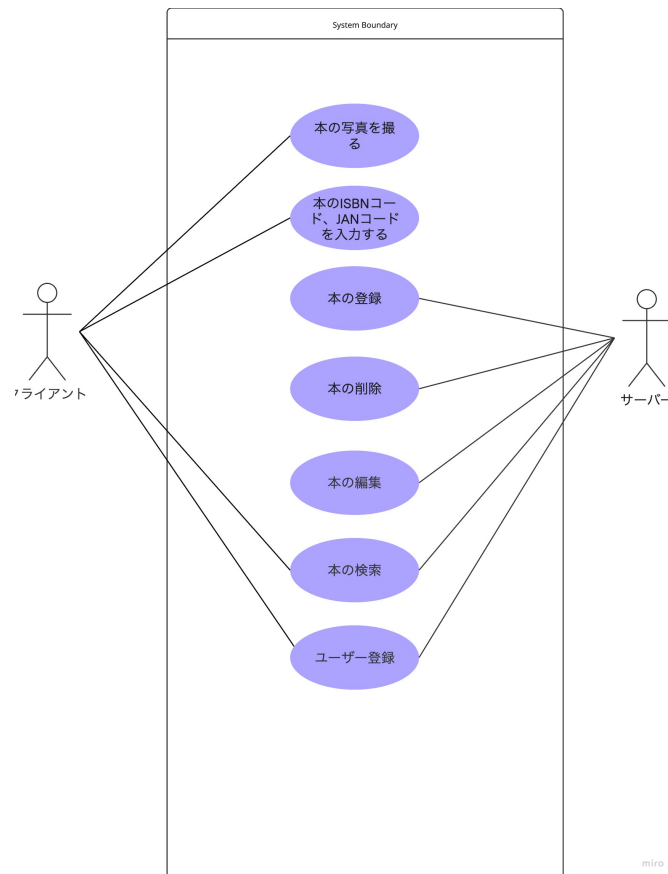 System Boundary
本の写真を撮
る
本のISBNコー
ド、JANコード
を入力する
本の登録
本の削除
本の編集
本の検索
ユーザー登録
クライアント
サーバー
miro